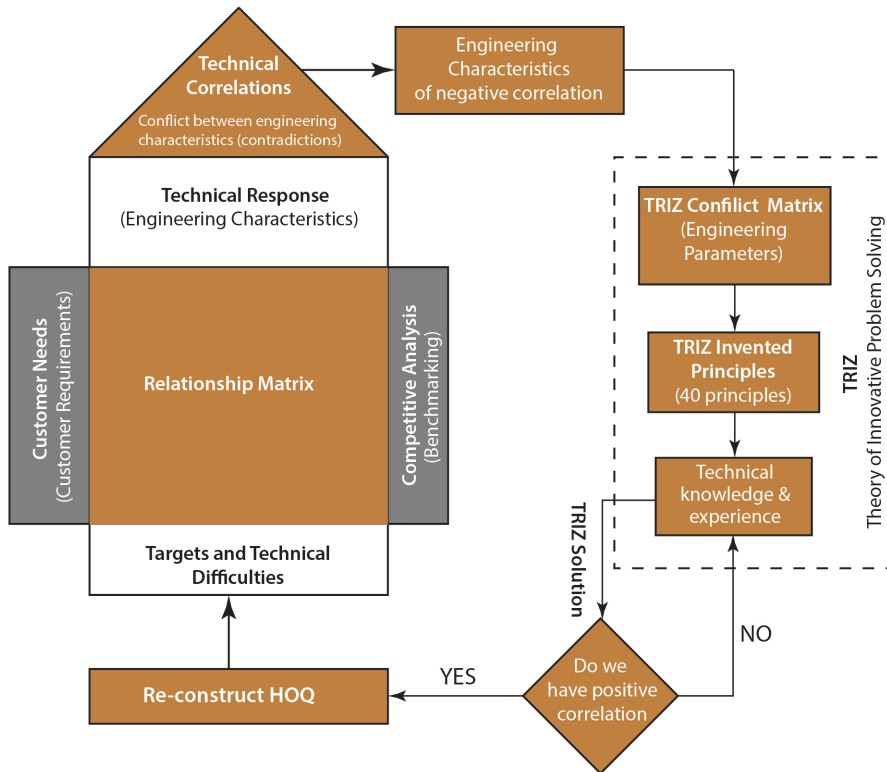 Technical
Correlations
Conflict between engineering
characteristics (contradictions)
Engineering
Characteristics
of negative correlation
Technical Response
(Engineering Characteristics)
Customer Needs
(Customer Requirements)
Relationship Matrix
Competitive Analysis
(Benchmarking)
Targets and Technical
Difficulties
Re-construct HOQ
TRIZ Confilict Matrix
(Engineering
Parameters)
TRIZ Invented
Principles
(40 principles)
Technical
knowledge &
experience
TRIZ
Theory of Innovative Problem Solving
TRIZ Solution
Do we
have positive
correlation
YES
NO